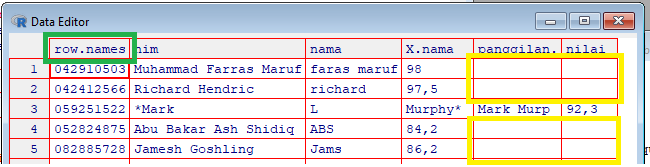 Data Editor
row.names nim nama X.nama panggilan. nilai
1 042910503 Muhammad Farras Maruf faras maruf 98
2 042412566 Richard Hendric richard 97,5
3 059251522 *Mark L Murphy* Mark Murp 92,3
4 052824875 Abu Bakar Ash Shidiq ABS 84,2
5 082885728 Jamesh Goshling Jams 86,2